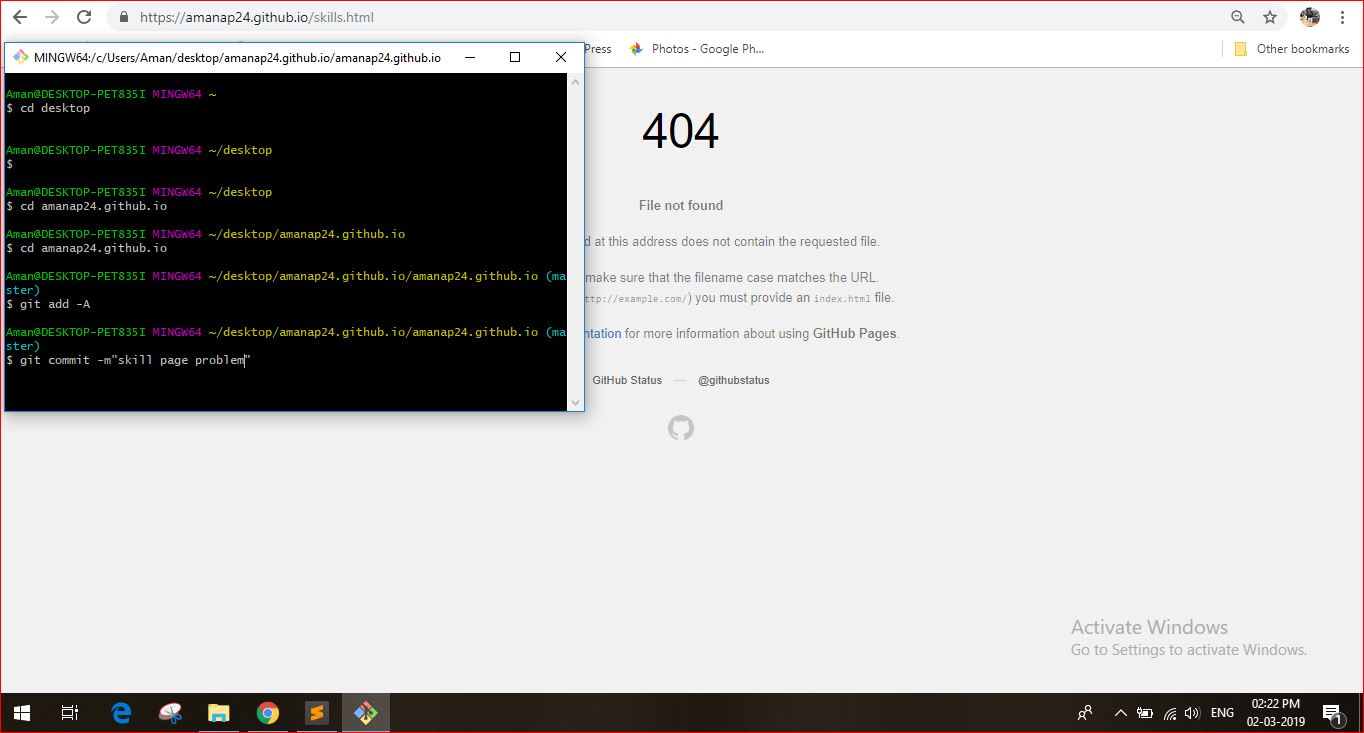 https://amanap24.github.io/skills.html
Press
Photos - Google Ph...
Other bookmarks
MINGW64:/c/Users/Aman/desktop/amanap24.github.io/amanap24.github.io
Aman@DESKTOP-PET835I MINGW64 ~
$ cd desktop
Aman@DESKTOP-PET835I MINGW64 ~/desktop
$
Aman@DESKTOP-PET835I MINGW64 ~/desktop
$ cd amanap24.github.io
Aman@DESKTOP-PET835I MINGW64 ~/desktop/amanap24.github.io
$ cd amanap24.github.io
Aman@DESKTOP-PET835I MINGW64 ~/desktop/amanap24.github.io/amanap24.github.io (ma
ster)
$ git add -A
Aman@DESKTOP-PET835I MINGW64 ~/desktop/amanap24.github.io/amanap24.github.io (ma
ster)
$ git commit -m"skill page problem"
404
File not found
d at this address does not contain the requested file.
make sure that the filename case matches the URL.
ttp://example.com/) you must provide an index.html file.
ntation for more information about using GitHub Pages.
GitHub Status — @githubstatus
Activate Windows
Go to Settings to activate Windows.
ENG
02:22 PM
02-03-2019
1